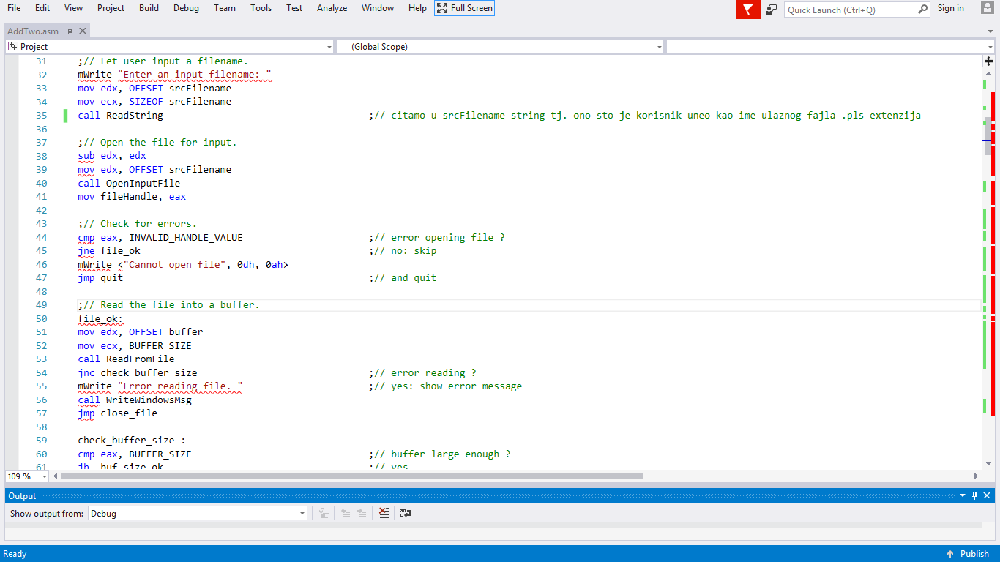 File Edit View Project Build Debug Team Tools Test Analyze Window Help Full Screen Quick Launch (Ctrl+Q) Sign in
AddTwo.asm
Project (Global Scope)
31 ;// Let user input a filename.
32 mWrite "Enter an input filename: "
33 mov edx, OFFSET srcFilename
34 mov ecx, SIZEOF srcFilename
35 call ReadString ;// citamo u srcFilename string tj. ono sto je korisnik uneo kao ime ulaznog fajla .pls extenzija
36
37 ;// Open the file for input.
38 sub edx, edx
39 mov edx, OFFSET srcFilename
40 call OpenInputFile
41 mov fileHandle, eax
42
43 ;// Check for errors.
44 cmp eax, INVALID_HANDLE_VALUE ;// error opening file ?
45 jne file_ok ;// no: skip
46 mWrite <"Cannot open file", 0dh, 0ah>
47 jmp quit ;// and quit
48
49 ;// Read the file into a buffer.
50 file_ok:
51 mov edx, OFFSET buffer
52 mov ecx, BUFFER_SIZE
53 call ReadFromFile
54 jnc check_buffer_size ;// error reading ?
55 mWrite "Error reading file. " ;// yes: show error message
56 call WriteWindowsMsg
57 jmp close_file
58
59 check_buffer_size :
60 cmp eax, BUFFER_SIZE ;// buffer large enough ?
61 jb buf_size_ok ;// yes
109 %
Output
Show output from: Debug
Ready Publish